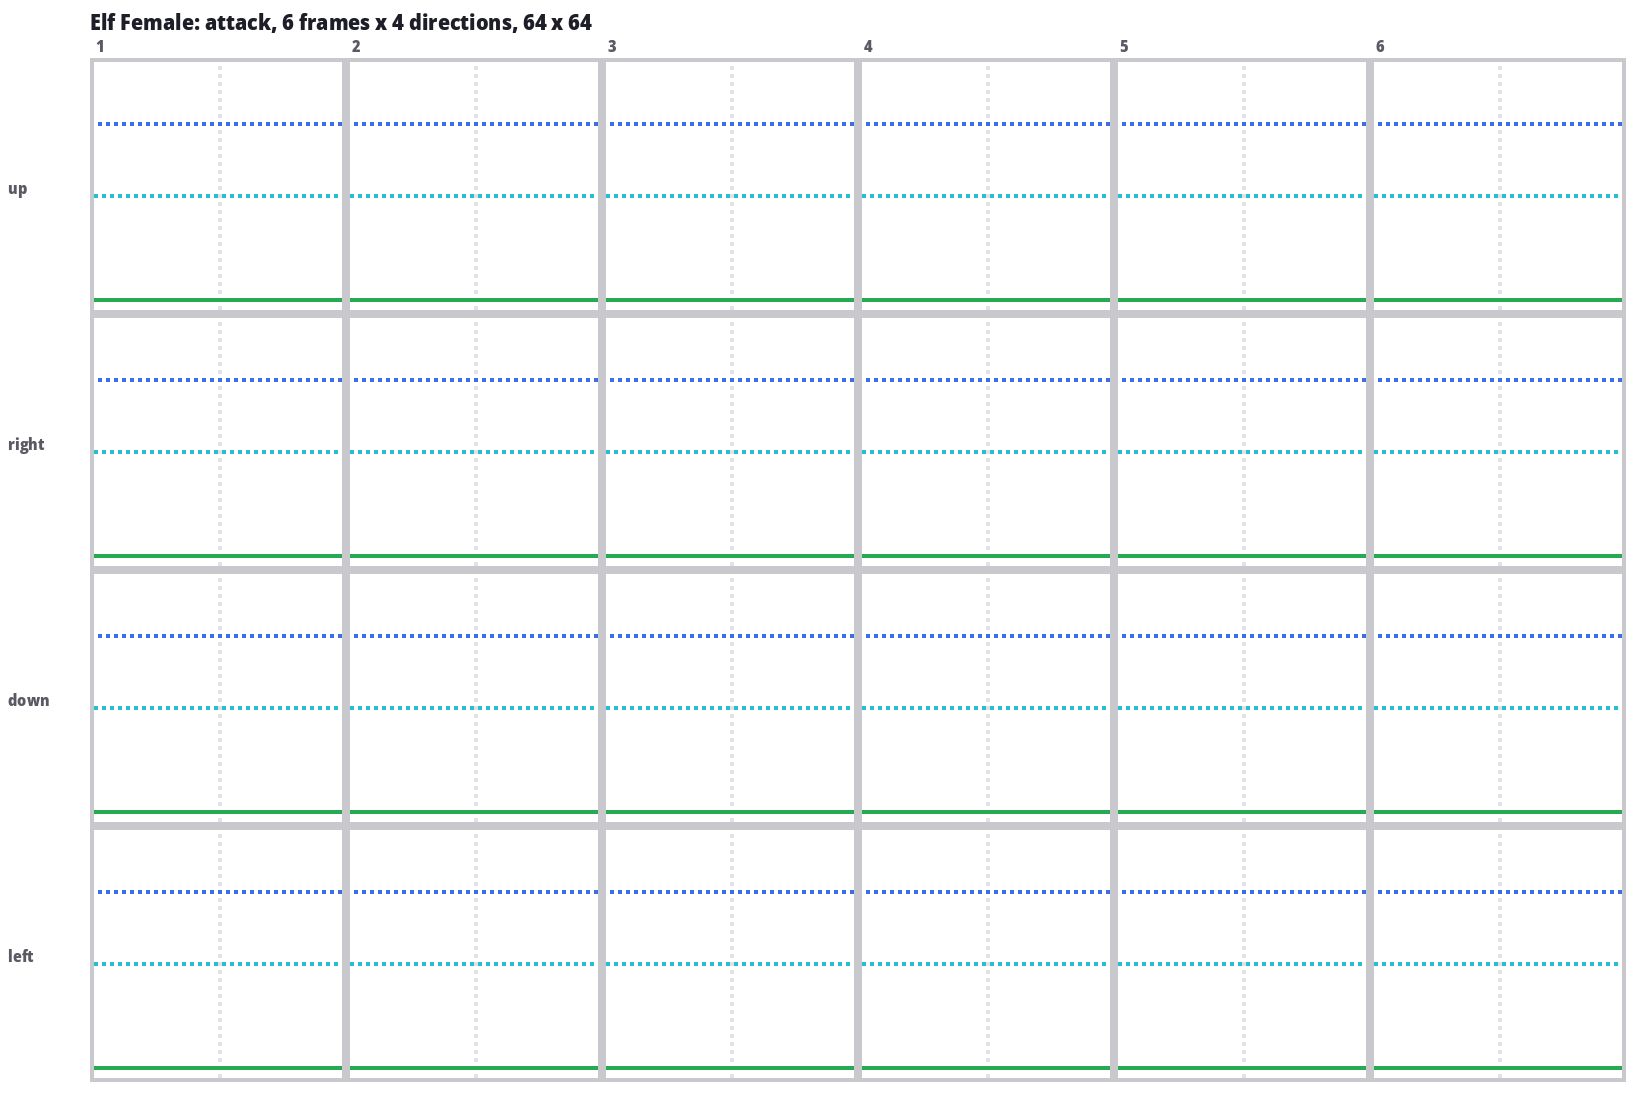 Elf Female: attack, 6 frames x 4 directions, 64 x 64
1 2 3 4 5 6
up
right
down
left